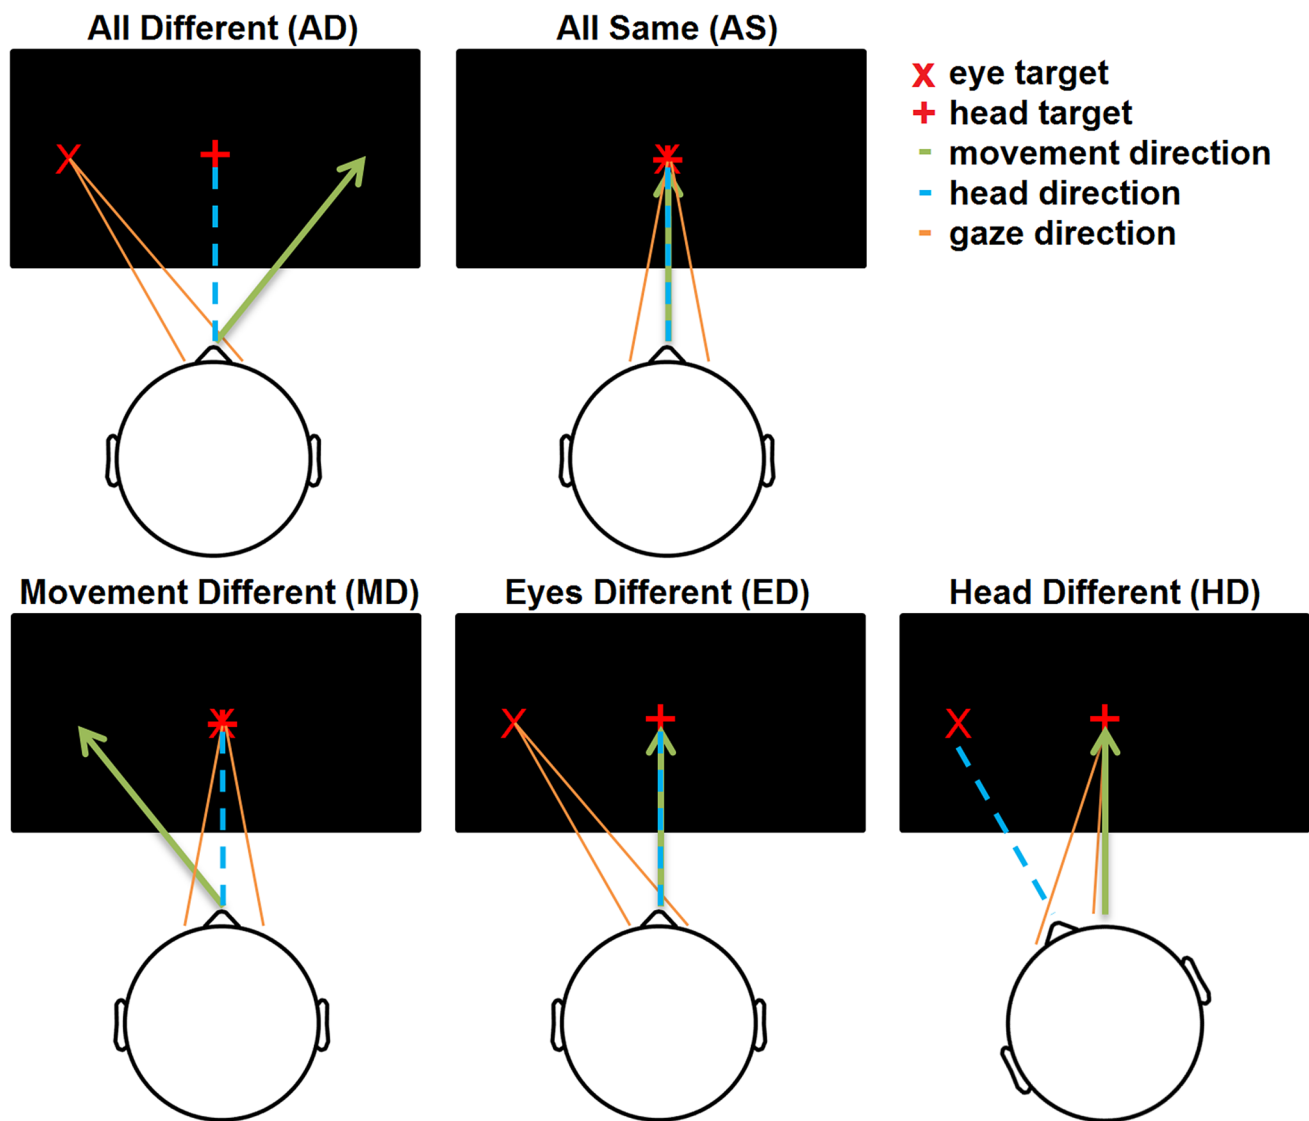 All Different (AD)
All Same (AS)
x eye target
+ head target
- movement direction
- head direction
- gaze direction
Movement Different (MD)
Eyes Different (ED)
Head Different (HD)